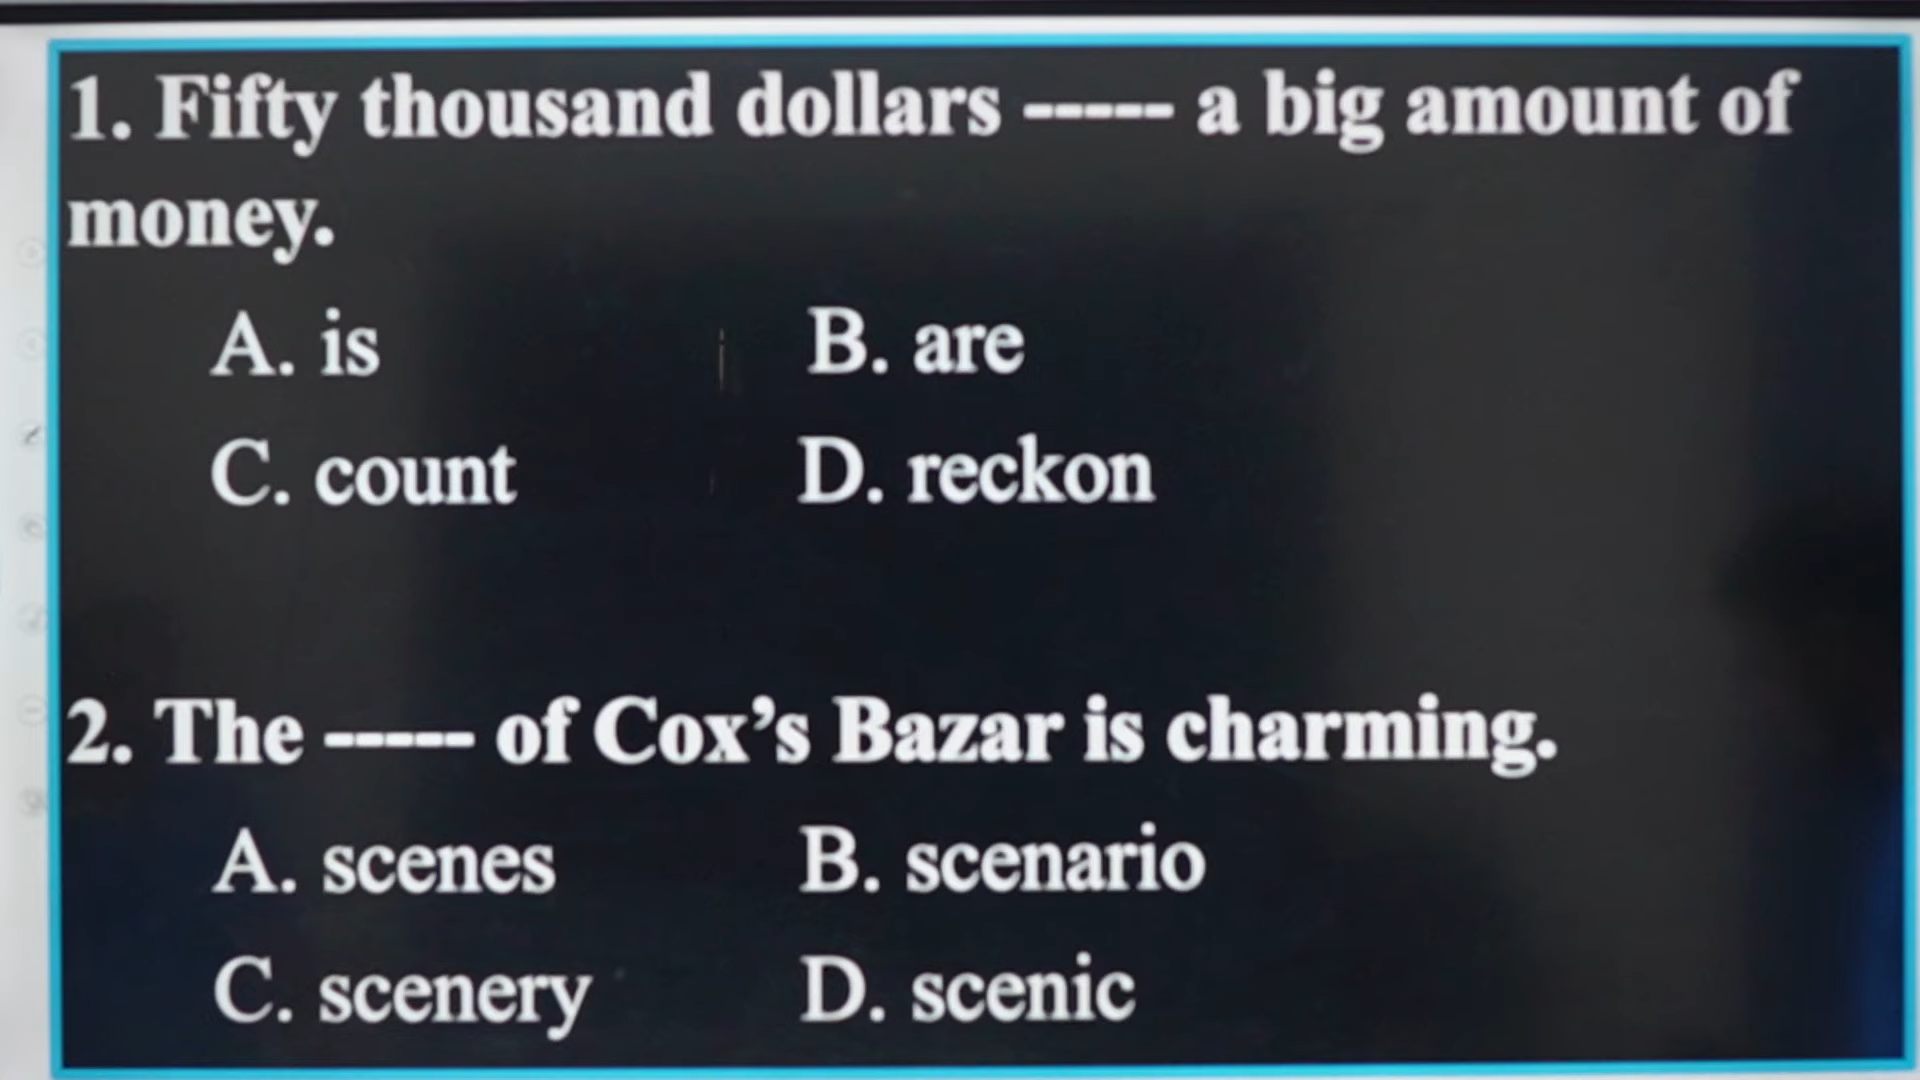 1. Fifty thousand dollars ----- a big amount of
money.
A. is B. are
C. count D. reckon
2. The ----- of Cox's Bazar is charming.
A. scenes B. scenario
C. scenery D. scenic